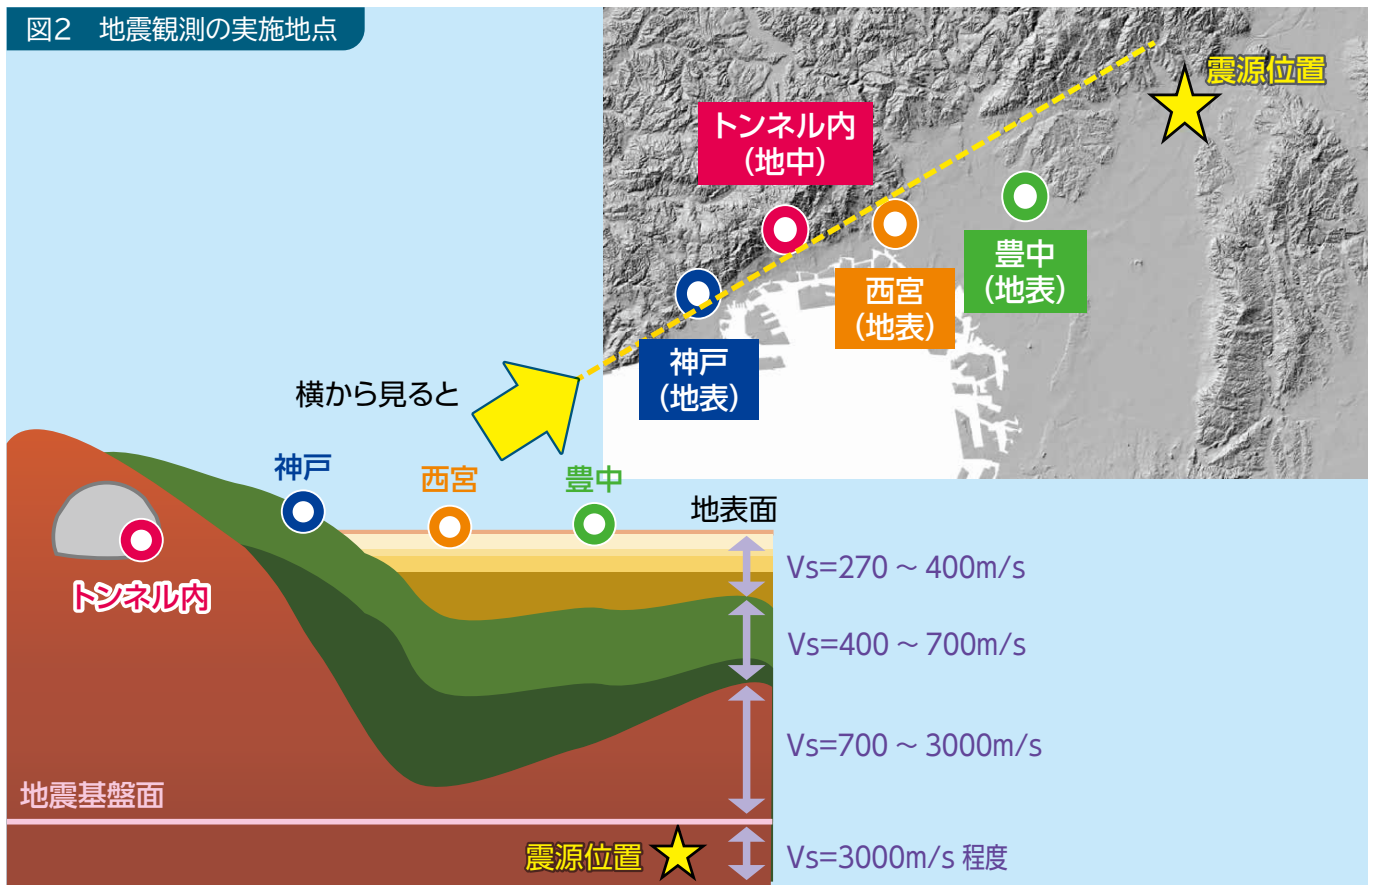 図2 地震観測の実施地点
震源位置
トンネル内
(地中)
豊中
(地表)
西宮
(地表)
神戸
(地表)
横から見ると
神戸
西宮
豊中
地表面
トンネル内
Vs=270 ~ 400m/s
Vs=400 ~ 700m/s
Vs=700 ~ 3000m/s
地震基盤面
震源位置
Vs=3000m/s 程度